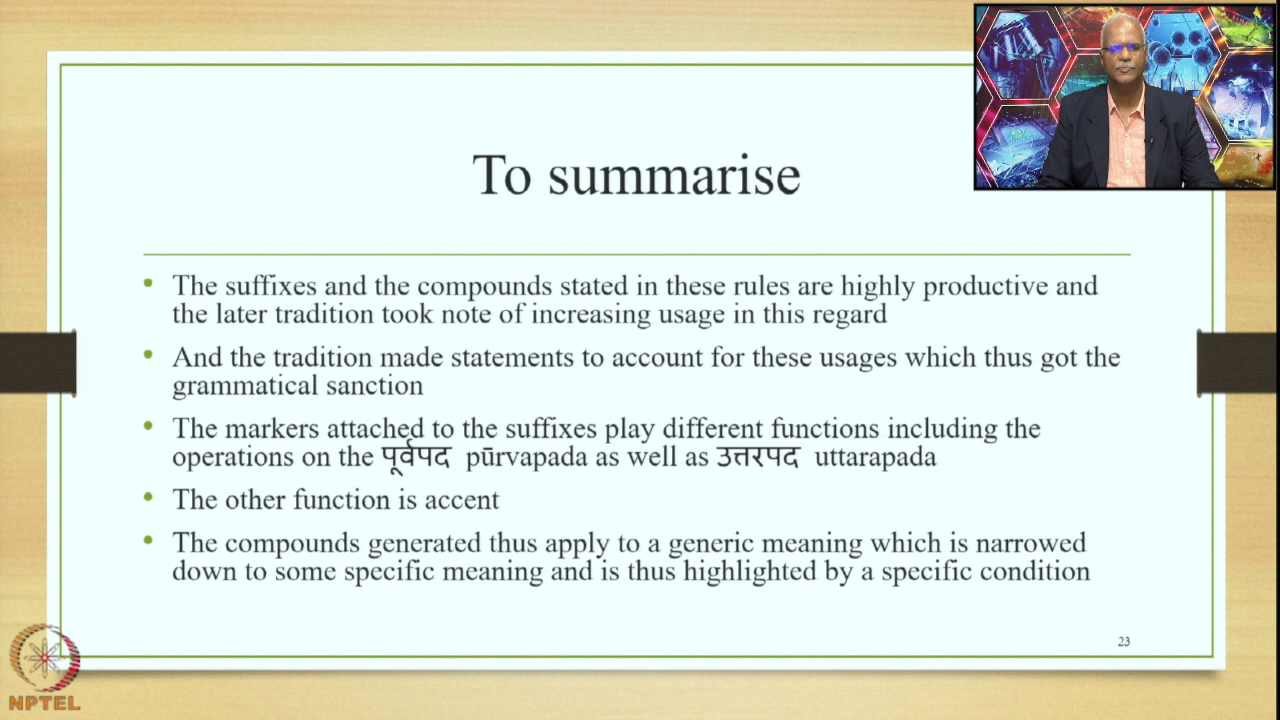 To summarise
• The suffixes and the compounds stated in these rules are highly productive and
the later tradition took note of increasing usage in this regard
• And the tradition made statements to account for these usages which thus got the
grammatical sanction
• The markers attached to the suffixes play different functions including the
operations on the पूर्वपद pūrvapada as well as उत्तरपद uttarapada
• The other function is accent
• The compounds generated thus apply to a generic meaning which is narrowed
down to some specific meaning and is thus highlighted by a specific condition
23
NPTEL